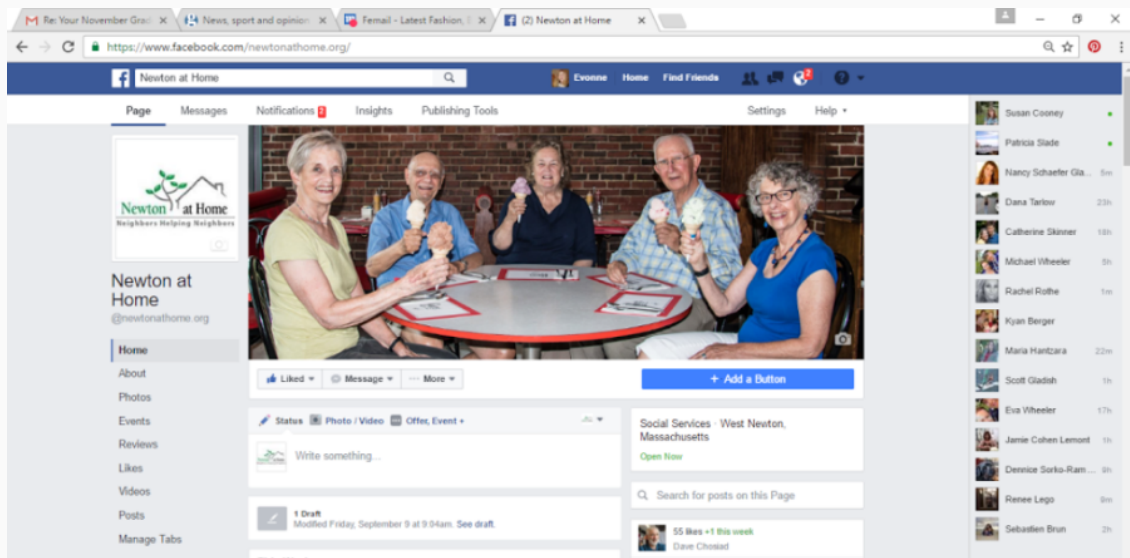 Re: Your November Grad
News, sport and opinion
Femail - Latest Fashion,
(2) Newton at Home
https://www.facebook.com/newtonathome.org/
Newton at Home
Evonne Home Find Friends 2
Page Messages Notifications 2 Insights Publishing Tools Settings Help
Newton at Home
Neighbors Helping Neighbors
Newton at
Home
@newtonathome.org
Home
About
Photos
Events
Reviews
Likes
Videos
Posts
Manage Tabs
Liked Message More
+ Add a Button
Status Photo / Video Offer, Event +
Write something...
1 Draft
Modified Friday, September 9 at 9:04am. See draft.
Social Services · West Newton,
Massachusetts
Open Now
Search for posts on this Page
55 likes +1 this week
Dave Chosiad
Susan Cooney
Patricia Slade
Nancy Schaefer Gla... 5m
Dana Tarlow 23h
Catherine Skinner 18h
Michael Wheeler 5h
Rachel Rothe 1m
Kyan Berger
Maria Hantzara 22m
Scott Gladish 1h
Eva Wheeler 17h
Jamie Cohen Lemont 1h
Dennice Sorko-Ram ... 9h
Renee Lego 9m
Sebastien Brun 2h